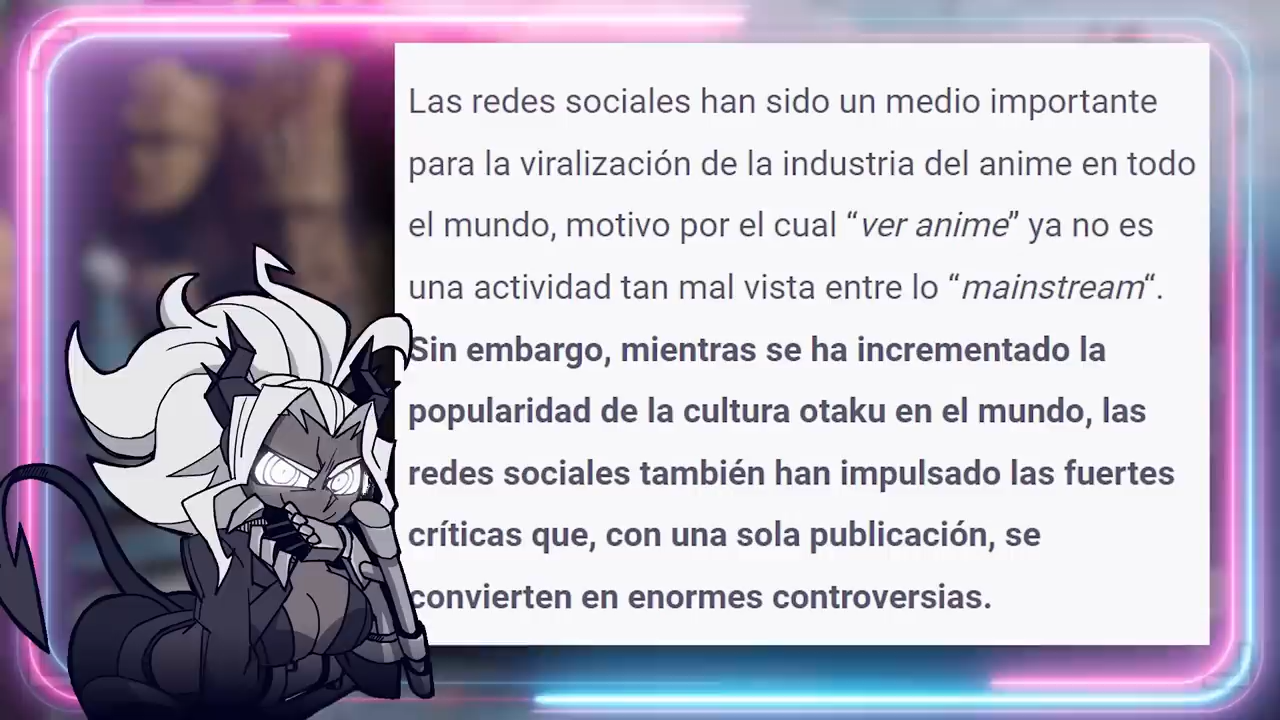 Las redes sociales han sido un medio importante
para la viralización de la industria del anime en todo
el mundo, motivo por el cual “ver anime” ya no es
una actividad tan mal vista entre lo “mainstream“.
Sin embargo, mientras se ha incrementado la
popularidad de la cultura otaku en el mundo, las
redes sociales también han impulsado las fuertes
críticas que, con una sola publicación, se
convierten en enormes controversias.